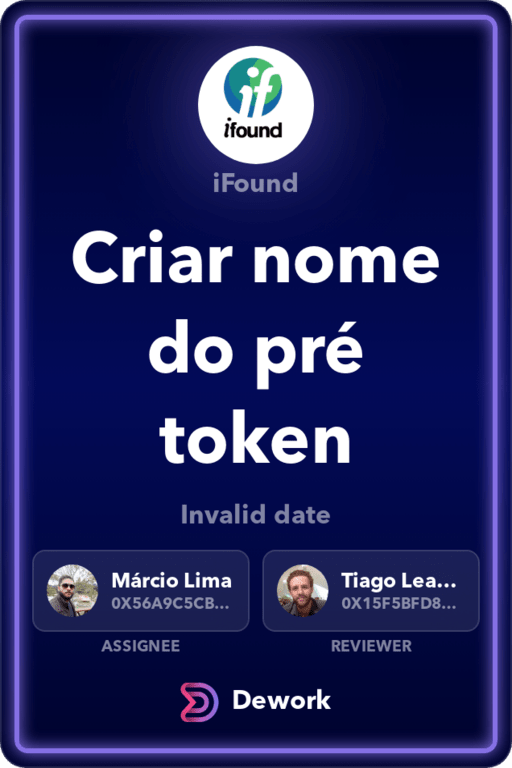 if
ifound
iFound
Criar nome
do pré
token
Invalid date
Márcio Lima
0X56A9C5CB...
Tiago Lea...
0X15F5BFD8...
ASSIGNEE
REVIEWER
Dework